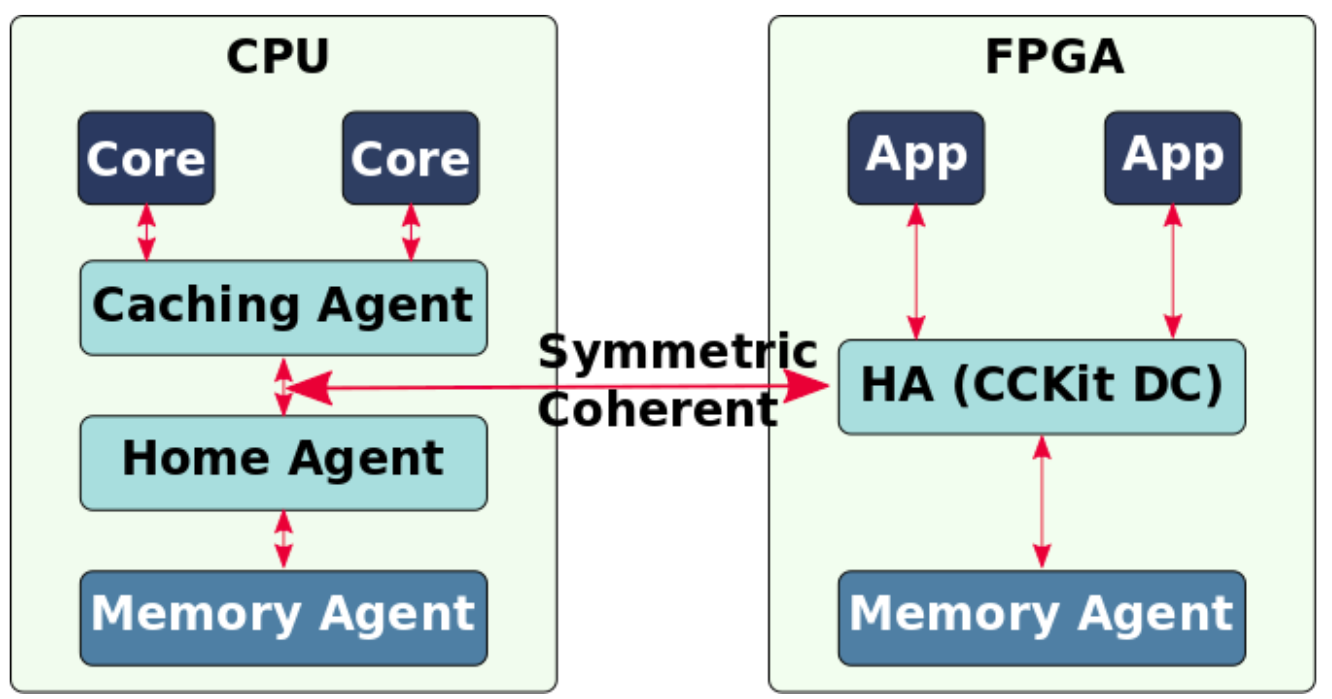 CPU
Core
Core
Caching Agent
Home Agent
Memory Agent
Symmetric
Coherent
FPGA
App
App
HA (CCKit DC)
Memory Agent